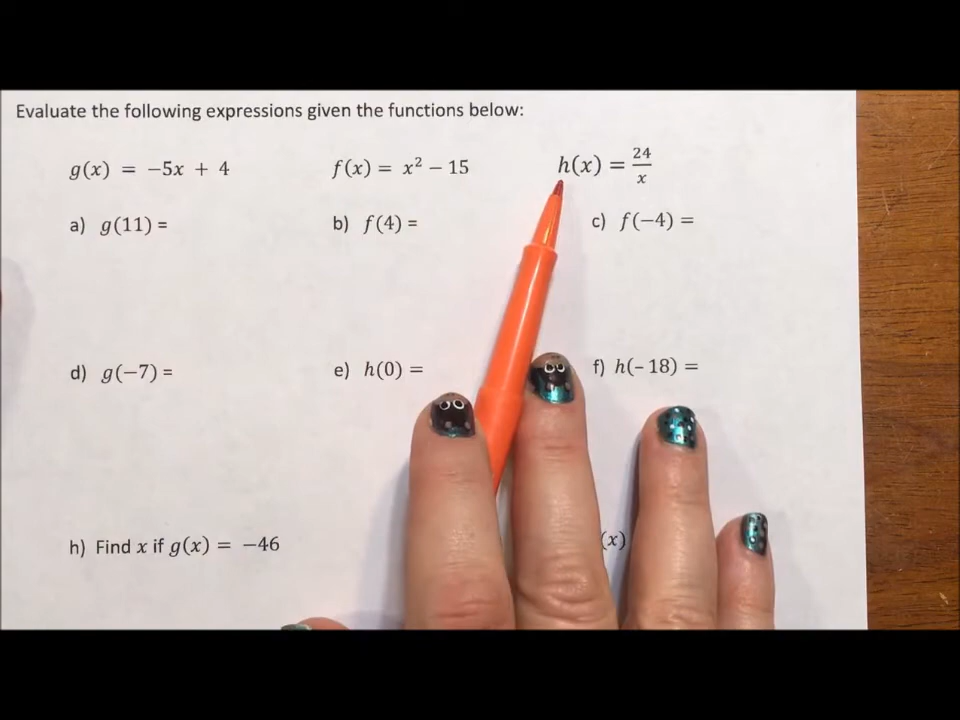 Evaluate the following expressions given the functions below:
g(x) = −5x + 4 f(x) = x² − 15 h(x) = 24/x
a) g(11) = b) f(4) = c) f(−4) =
d) g(−7) = e) h(0) = f) h(− 18) =
h) Find x if g(x) = −46 (x)